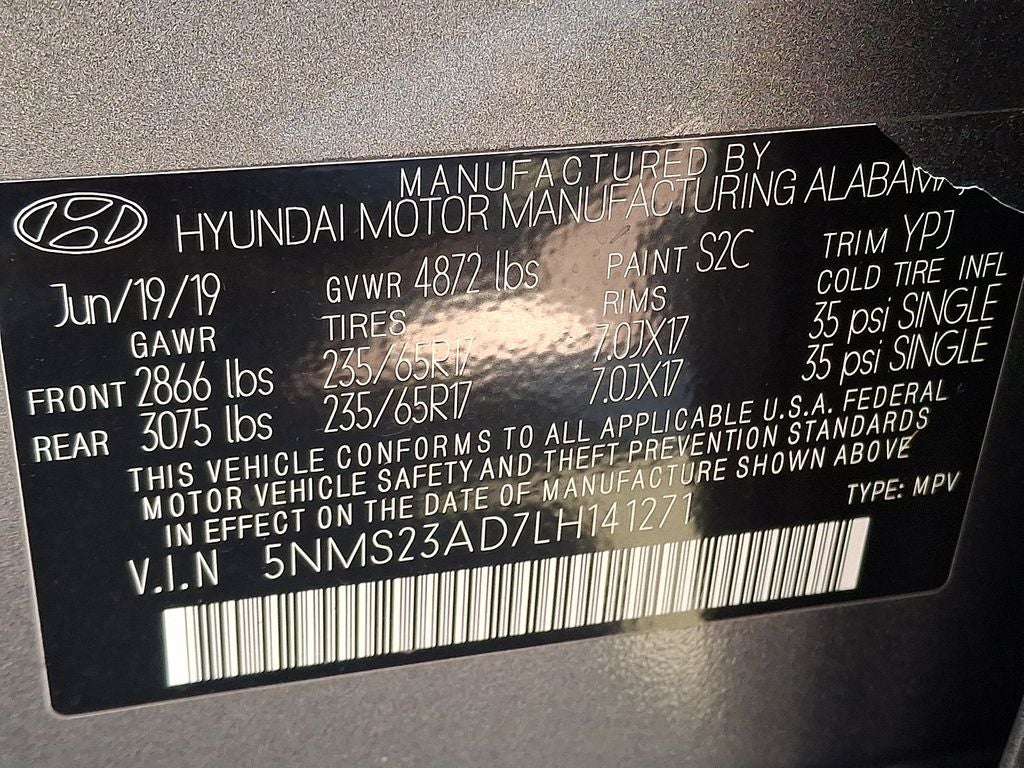 MANUFACTURED BY
HYUNDAI MOTOR MANUFACTURING ALABAMA,
Jun/19/19 GVWR 4872 lbs PAINT S2C TRIM YPJ
GAWR TIRES RIMS COLD TIRE INFL
FRONT 2866 lbs 235/65R17 7.0JX17 35 psi SINGLE
REAR 3075 lbs 235/65R17 7.0JX17 35 psi SINGLE
THIS VEHICLE CONFORMS TO ALL APPLICABLE U.S.A. FEDERAL
MOTOR VEHICLE SAFETY AND THEFT PREVENTION STANDARDS
IN EFFECT ON THE DATE OF MANUFACTURE SHOWN ABOVE
V.I.N 5NMS23AD7LH141271 TYPE: MPV